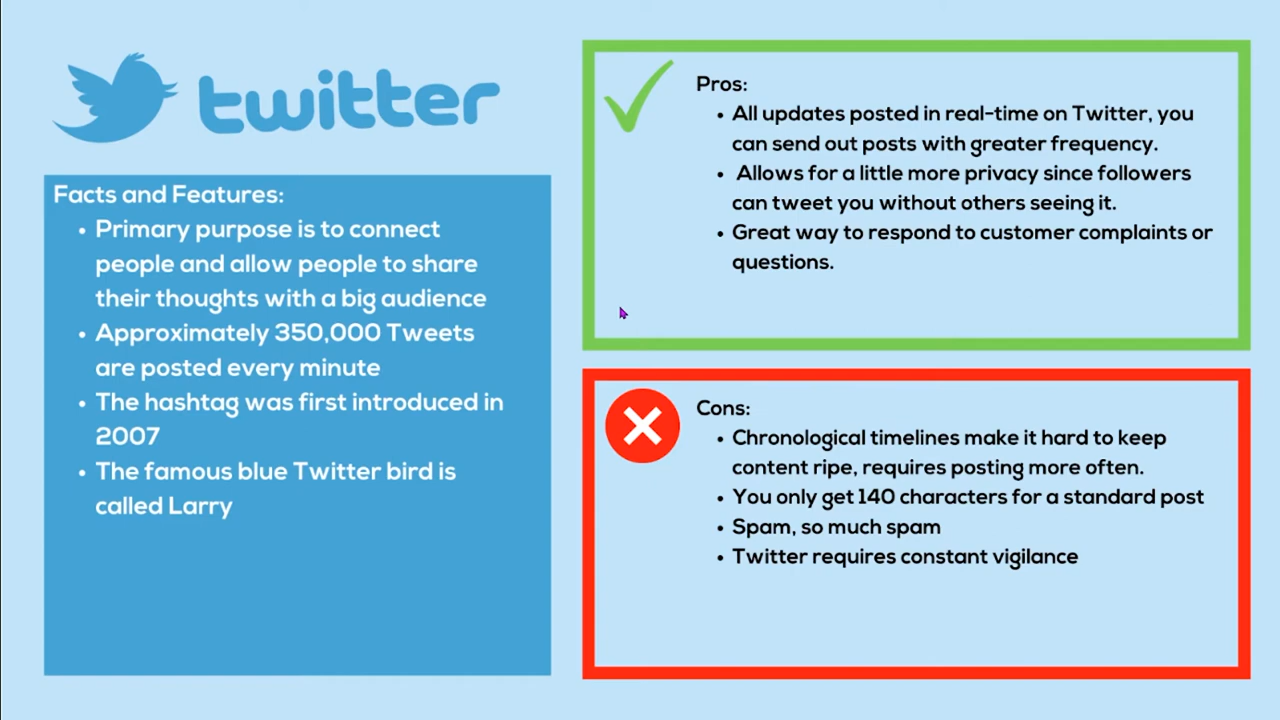 twitter
Facts and Features:
• Primary purpose is to connect
people and allow people to share
their thoughts with a big audience
• Approximately 350,000 Tweets
are posted every minute
• The hashtag was first introduced in
2007
• The famous blue Twitter bird is
called Larry
Pros:
• All updates posted in real-time on Twitter, you
can send out posts with greater frequency.
• Allows for a little more privacy since followers
can tweet you without others seeing it.
• Great way to respond to customer complaints or
questions.
Cons:
• Chronological timelines make it hard to keep
content ripe, requires posting more often.
• You only get 140 characters for a standard post
• Spam, so much spam
• Twitter requires constant vigilance